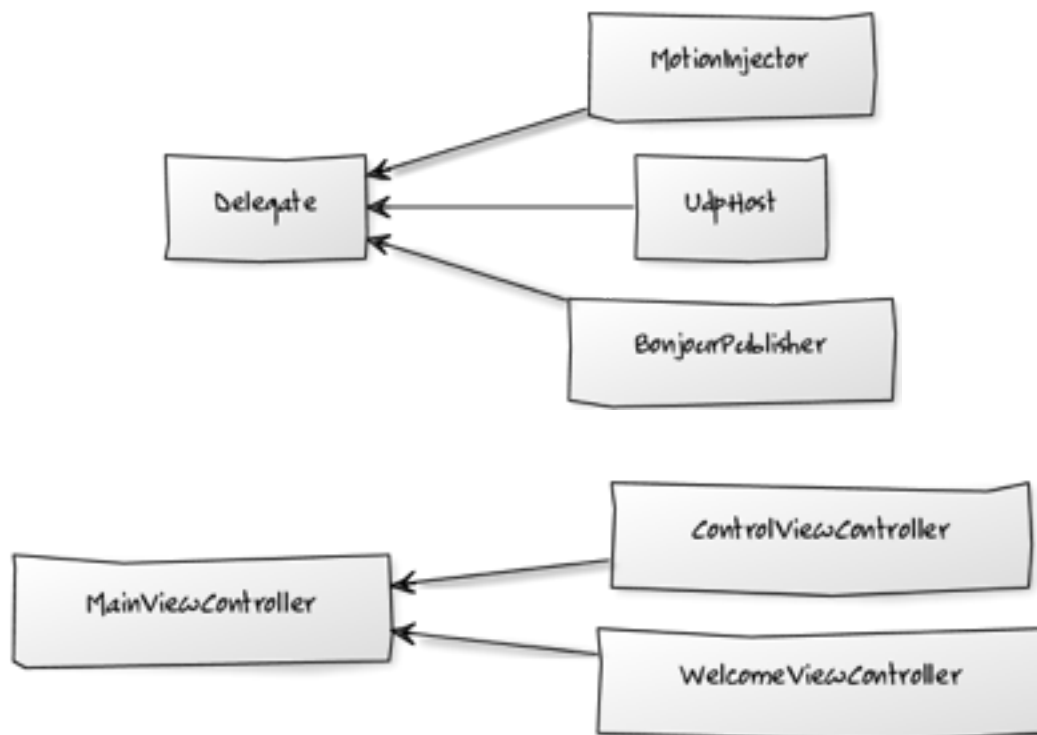 MotionInjector
Delegate
UdpHost
BonjourPublisher
ControlViewController
MainViewController
WelcomeViewController